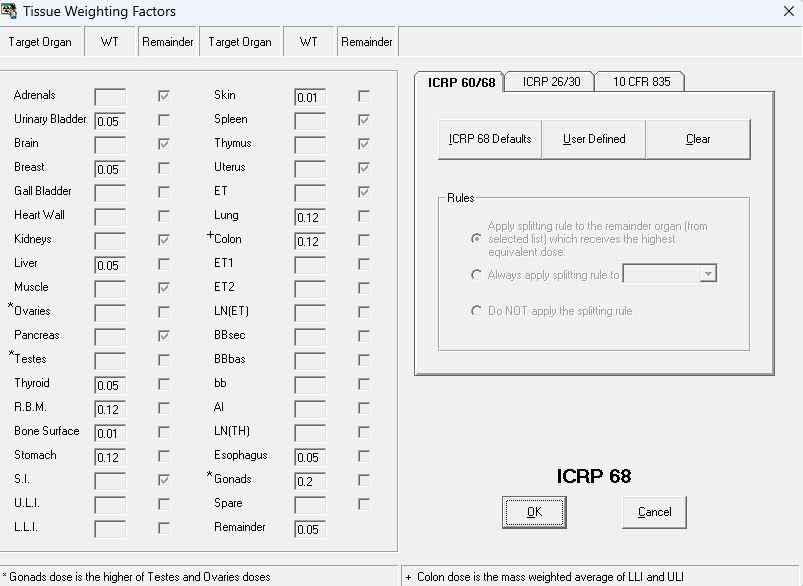 Tissue Weighting Factors
Target Organ WT Remainder Target Organ WT Remainder
Adrenals
Urinary Bladder 0.05
Brain
Breast 0.05
Gall Bladder
Heart Wall
Kidneys
Liver 0.05
Muscle
*Ovaries
Pancreas
*Testes
Thyroid 0.05
R.B.M. 0.12
Bone Surface 0.01
Stomach 0.12
S.I.
U.L.I.
L.L.I.
Skin 0.01
Spleen
Thymus
Uterus
ET
Lung 0.12
+Colon 0.12
ET1
ET2
LN(ET)
BBsec
BBbas
bb
AI
LN(TH)
Esophagus 0.05
*Gonads 0.2
Spare
Remainder 0.05
ICRP 60/68 ICRP 26/30 10 CFR 835
ICRP 68 Defaults User Defined Clear
Rules
Apply splitting rule to the remainder organ (from
selected list) which receives the highest
equivalent dose.
Always apply splitting rule to
Do NOT apply the splitting rule
ICRP 68
OK Cancel
* Gonads dose is the higher of Testes and Ovaries doses
+ Colon dose is the mass weighted average of LLI and ULI